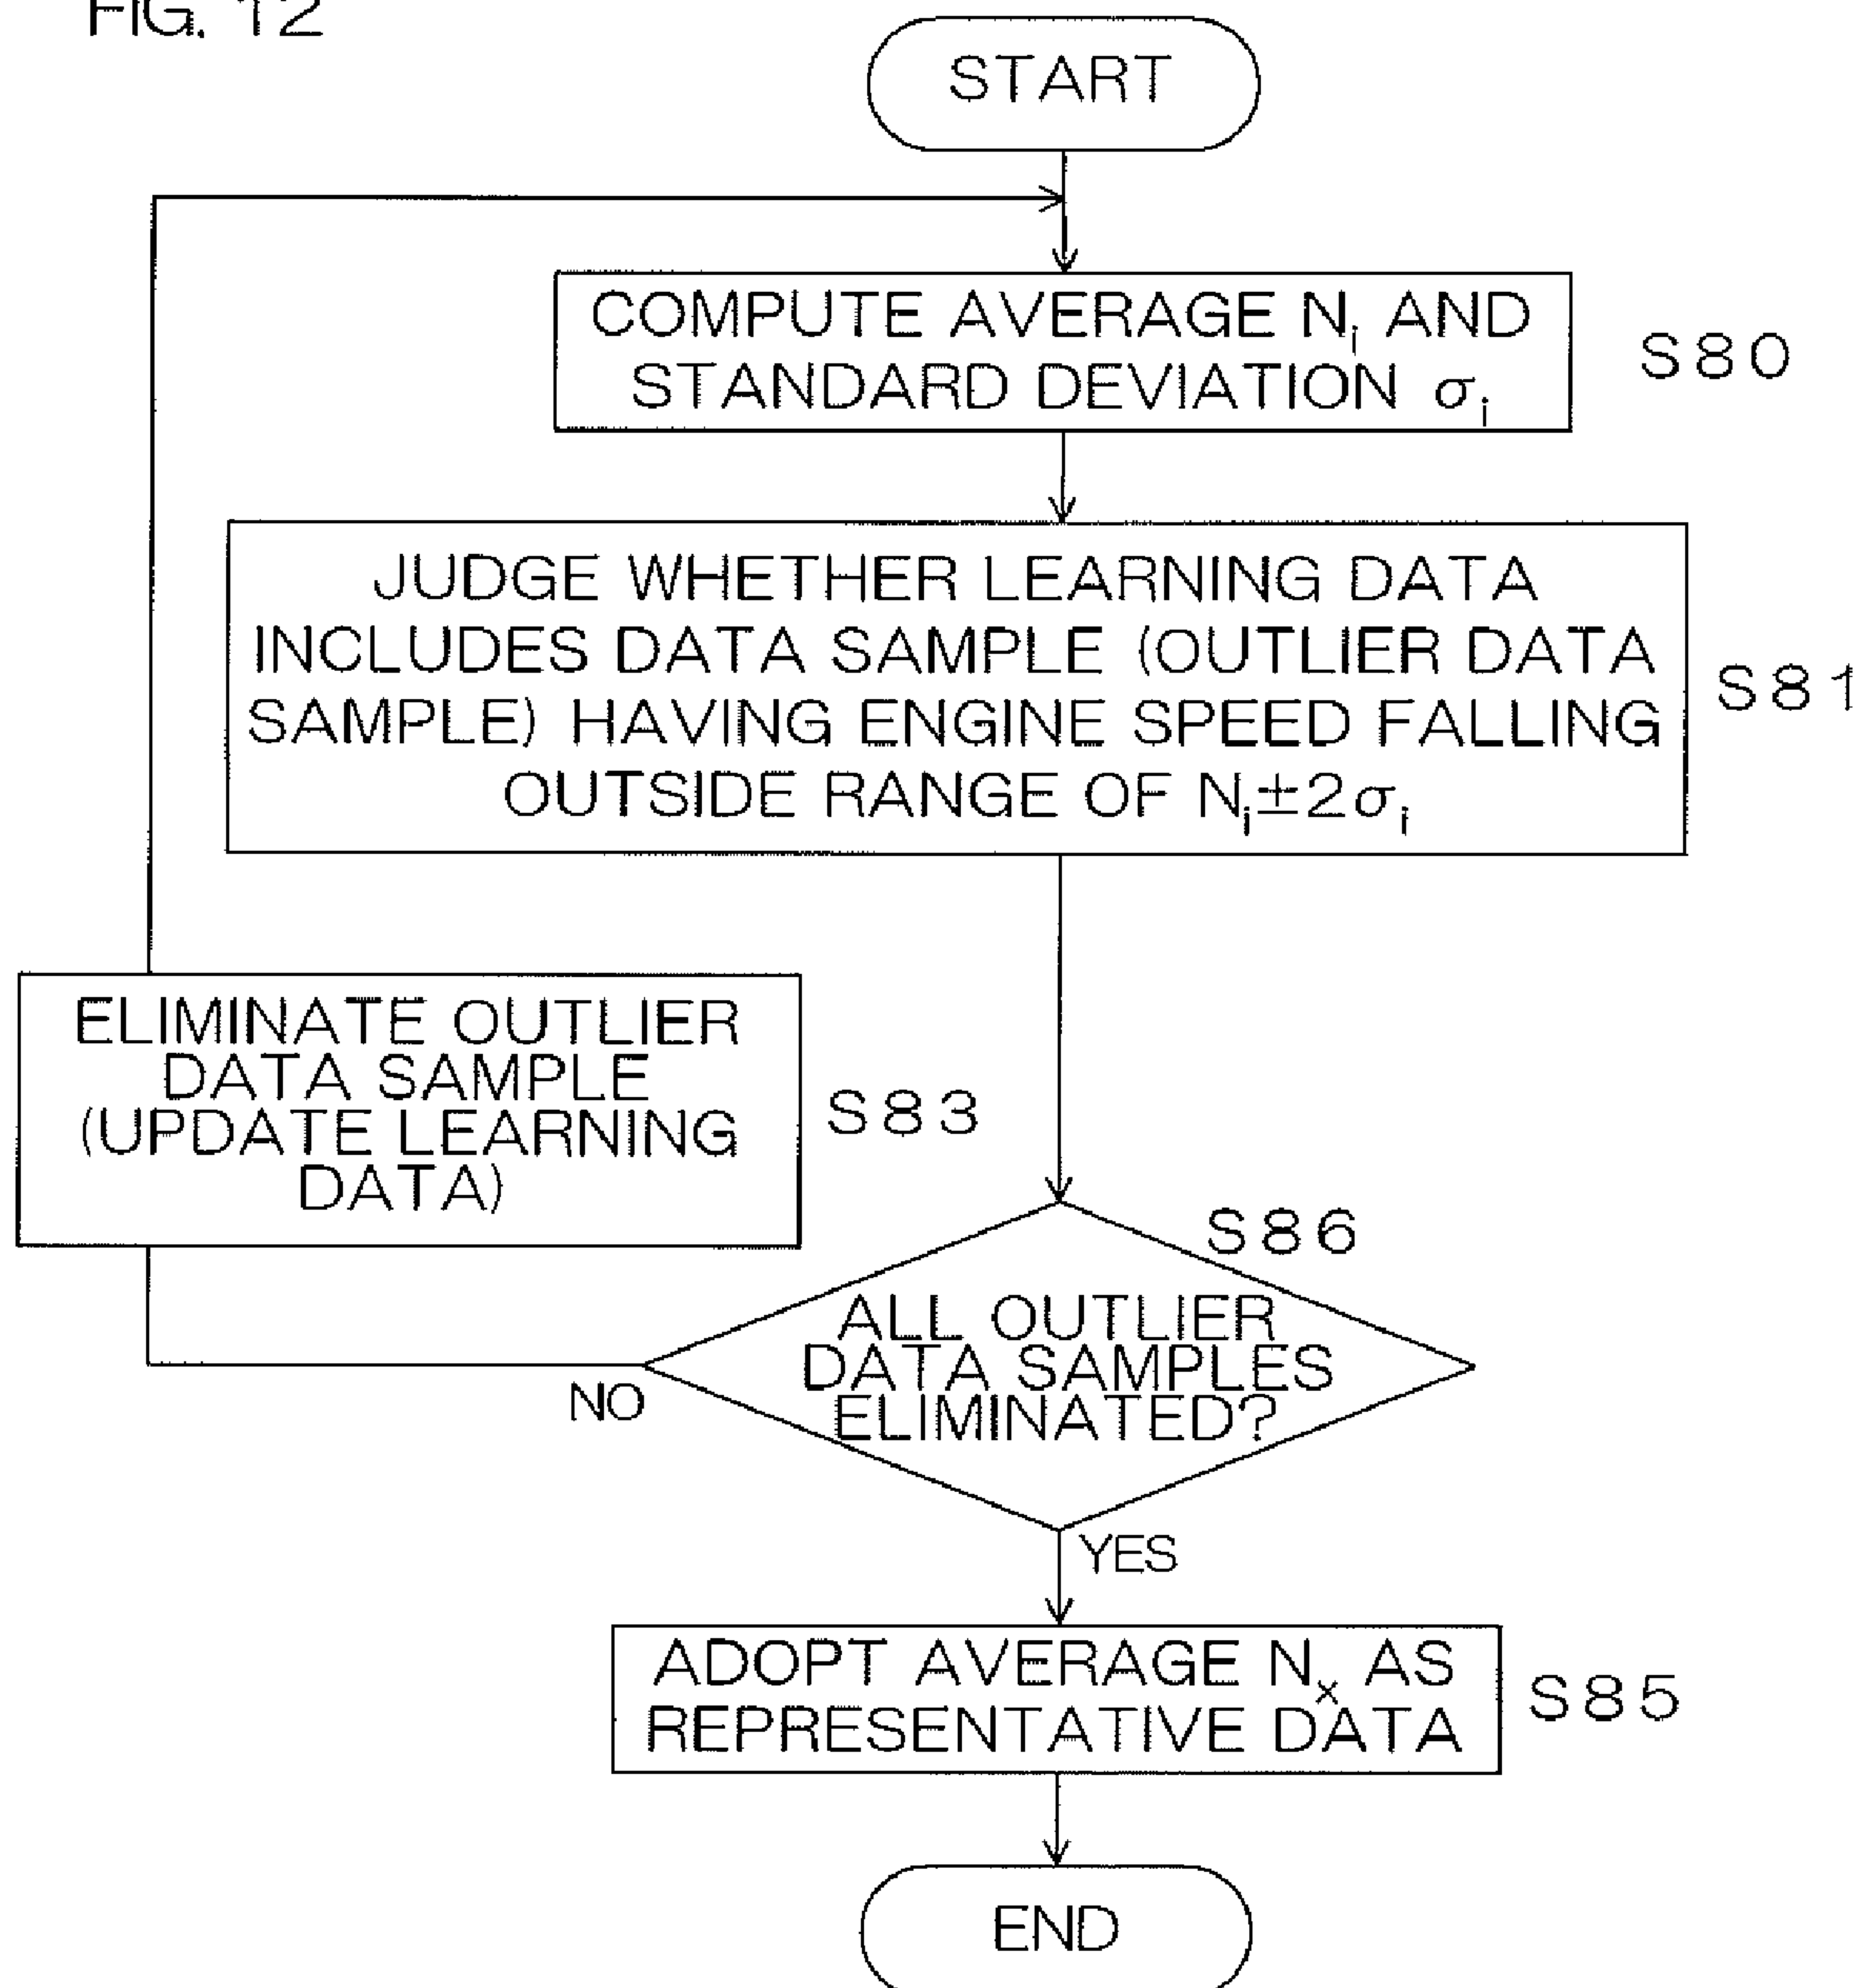 FIG. 12
START
COMPUTE AVERAGE Nᵢ AND
STANDARD DEVIATION σᵢ
S80
JUDGE WHETHER LEARNING DATA
INCLUDES DATA SAMPLE (OUTLIER DATA
SAMPLE) HAVING ENGINE SPEED FALLING
OUTSIDE RANGE OF Nᵢ±2σᵢ
S81
ELIMINATE OUTLIER
DATA SAMPLE
(UPDATE LEARNING
DATA)
S83
S86
ALL OUTLIER
DATA SAMPLES
ELIMINATED?
NO
YES
ADOPT AVERAGE Nₓ AS
REPRESENTATIVE DATA
S85
END